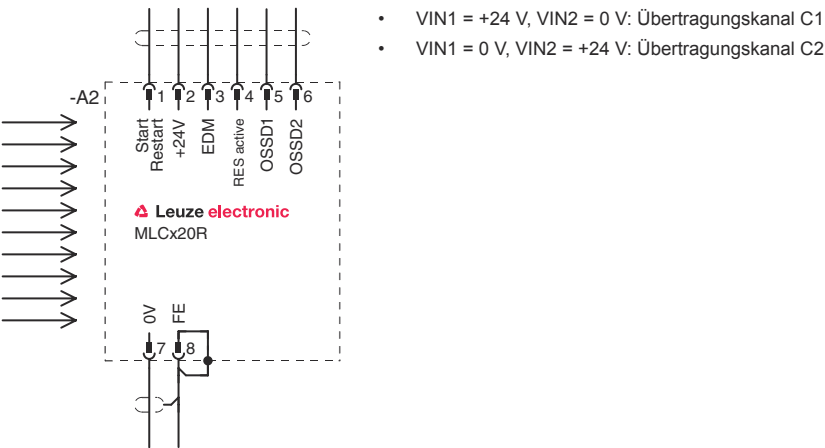 • VIN1 = +24 V, VIN2 = 0 V: Übertragungskanal C1
• VIN1 = 0 V, VIN2 = +24 V: Übertragungskanal C2
-A2
1 2 3 4 5 6
Start
Restart
+24V
EDM
RES active
OSSD1
OSSD2
Leuze electronic
MLCx20R
0V
FE
7 8